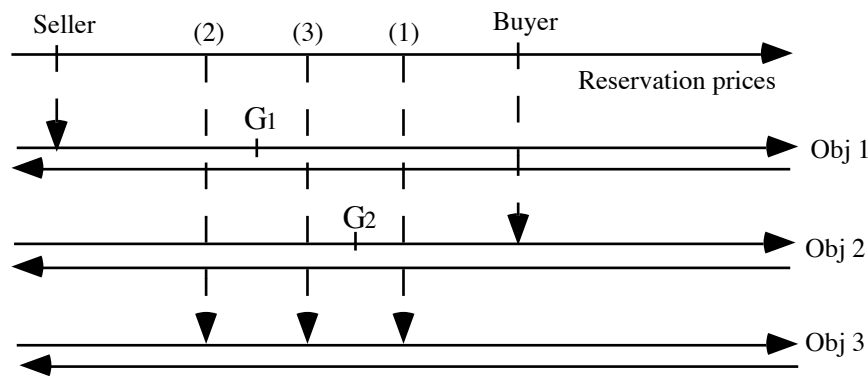 Seller (2) (3) (1) Buyer
Reservation prices
G1
Obj 1
G2
Obj 2
Obj 3